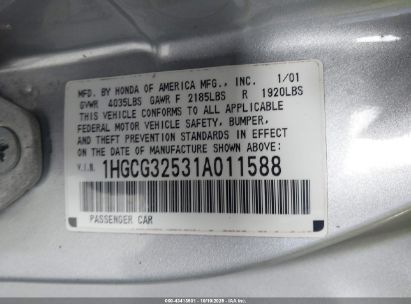 MFD. BY HONDA OF AMERICA MFG., INC. 1/01
GVWR 4035LBS GAWR F 2185LBS R 1920LBS
THIS VEHICLE CONFORMS TO ALL APPLICABLE
FEDERAL MOTOR VEHICLE SAFETY, BUMPER,
AND THEFT PREVENTION STANDARDS IN EFFECT
ON THE DATE OF MANUFACTURE SHOWN ABOVE:
V.I.N. 1HGCG32531A011588
PASSENGER CAR